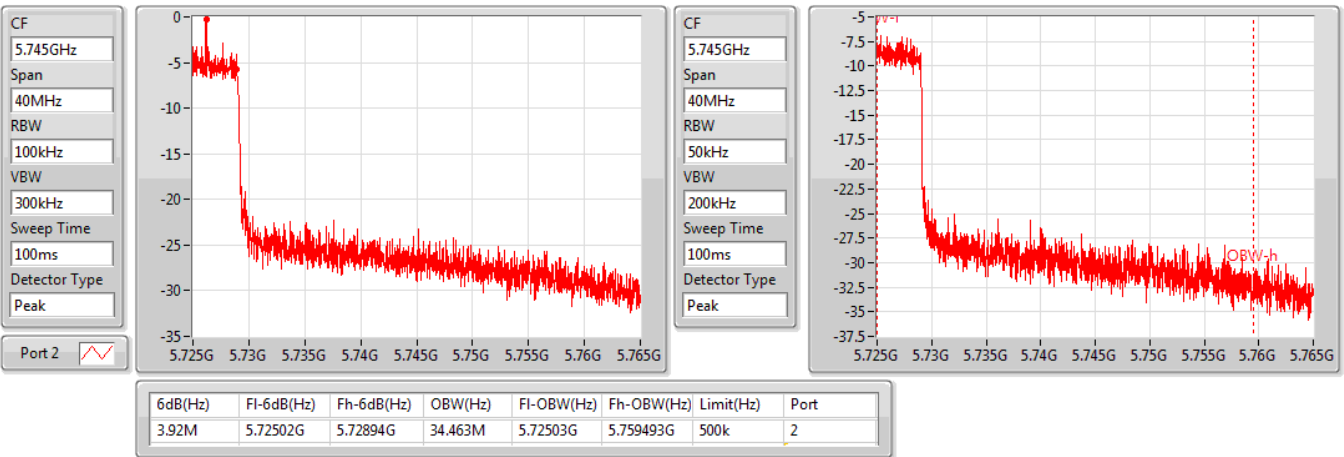 CF
5.745GHz
Span
40MHz
RBW
100kHz
VBW
300kHz
Sweep Time
100ms
Detector Type
Peak
Port 2
0
-5
-10
-15
-20
-25
-30
-35
5.725G 5.73G 5.735G 5.74G 5.745G 5.75G 5.755G 5.76G 5.765G
CF
5.745GHz
Span
40MHz
RBW
50kHz
VBW
200kHz
Sweep Time
100ms
Detector Type
Peak
-5
-7.5
-10
-12.5
-15
-17.5
-20
-22.5
-25
-27.5
-30
-32.5
-35
-37.5
OBW-h
5.725G 5.73G 5.735G 5.74G 5.745G 5.75G 5.755G 5.76G 5.765G
6dB(Hz) Fl-6dB(Hz) Fh-6dB(Hz) OBW(Hz) Fl-OBW(Hz) Fh-OBW(Hz) Limit(Hz) Port
3.92M 5.72502G 5.72894G 34.463M 5.72503G 5.759493G 500k 2